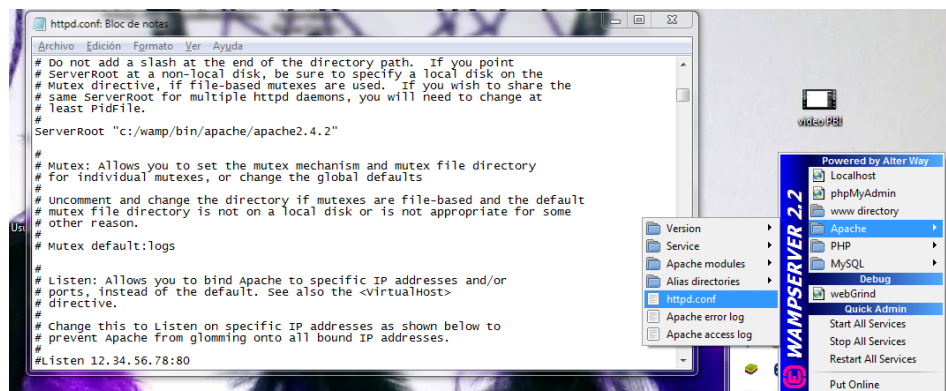 httpd.conf: Bloc de notas
Archivo Edición Formato Ver Ayuda
# Do not add a slash at the end of the directory path.  If you point
# ServerRoot at a non-local disk, be sure to specify a local disk on the
# Mutex directive, if file-based mutexes are used.  If you wish to share the
# same ServerRoot for multiple httpd daemons, you will need to change at
# least PidFile.
#
ServerRoot "c:/wamp/bin/apache/apache2.4.2"
#
# Mutex: Allows you to set the mutex mechanism and mutex file directory
# for individual mutexes, or change the global defaults
#
# Uncomment and change the directory if mutexes are file-based and the default
# mutex file directory is not on a local disk or is not appropriate for some
# other reason.
#
# Mutex default:logs
#
# Listen: Allows you to bind Apache to specific IP addresses and/or
# ports, instead of the default. See also the <VirtualHost>
# directive.
#
# Change this to Listen on specific IP addresses as shown below to
# prevent Apache from glomming onto all bound IP addresses.
#
#Listen 12.34.56.78:80
Usu
video PBI
Version
Service
Apache modules
Alias directories
httpd.conf
Apache error log
Apache access log
WAMPSERVER 2.2
Powered by Alter Way
Localhost
phpMyAdmin
www directory
Apache
PHP
MySQL
Debug
webGrind
Quick Admin
Start All Services
Stop All Services
Restart All Services
Put Online